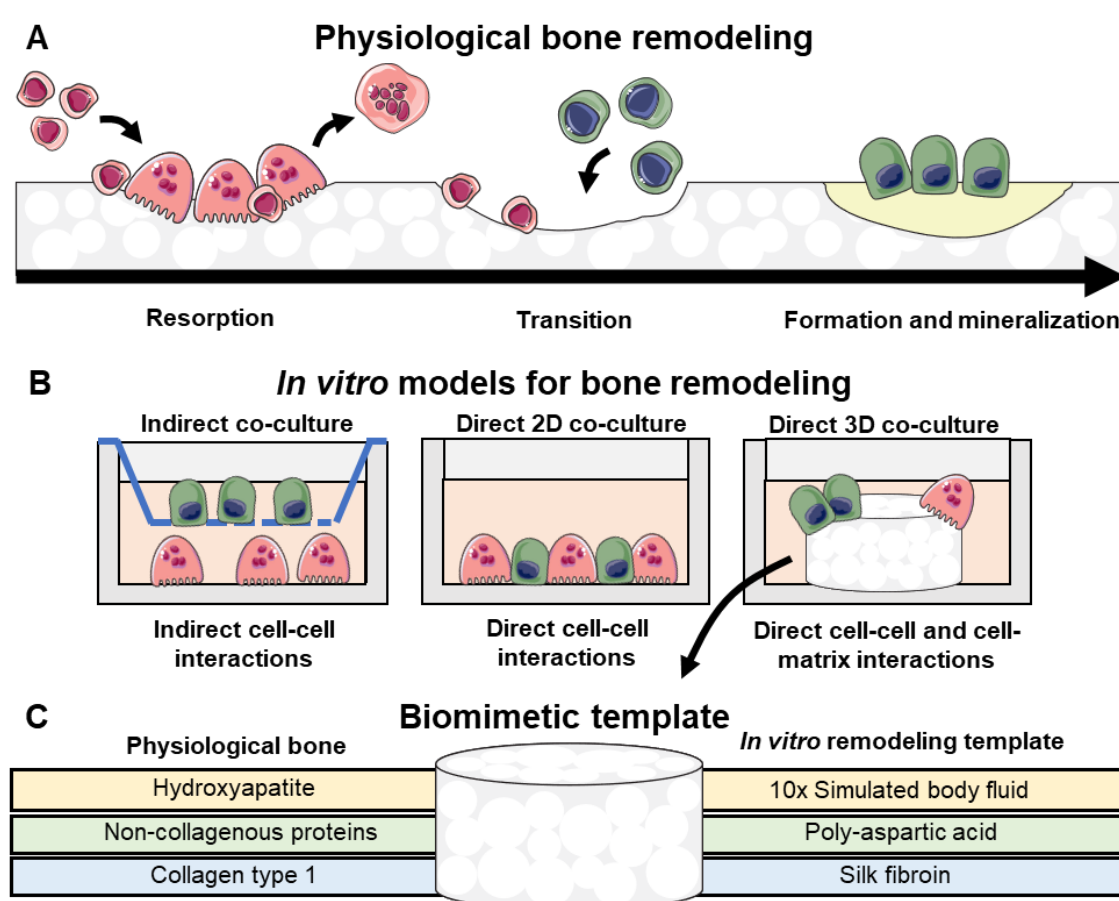 A
Physiological bone remodeling
Resorption
Transition
Formation and mineralization
B
In vitro models for bone remodeling
Indirect co-culture
Direct 2D co-culture
Direct 3D co-culture
Indirect cell-cell
interactions
Direct cell-cell
interactions
Direct cell-cell and cell-
matrix interactions
C
Biomimetic template
Physiological bone
In vitro remodeling template
Hydroxyapatite
10x Simulated body fluid
Non-collagenous proteins
Poly-aspartic acid
Collagen type 1
Silk fibroin